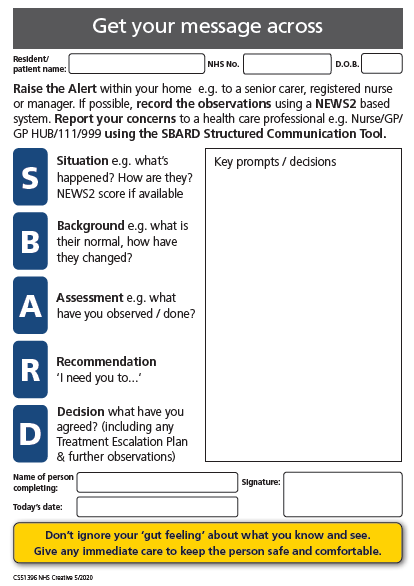 Get your message across
Resident/
patient name:
NHS No.
D.O.B.
Raise the Alert within your home e.g. to a senior carer, registered nurse
or manager. If possible, record the observations using a NEWS2 based
system. Report your concerns to a health care professional e.g. Nurse/GP/
GP HUB/111/999 using the SBARD Structured Communication Tool.
S
Situation e.g. what's
happened? How are they?
NEWS2 score if available
B
Background e.g. what is
their normal, how have
they changed?
A
Assessment e.g. what
have you observed / done?
R
Recommendation
'I need you to...'
D
Decision what have you
agreed? (including any
Treatment Escalation Plan
& further observations)
Key prompts / decisions
Name of person
completing:
Signature:
Today's date:
Don't ignore your 'gut feeling' about what you know and see.
Give any immediate care to keep the person safe and comfortable.
CS51396 NHS Creative 5/2020